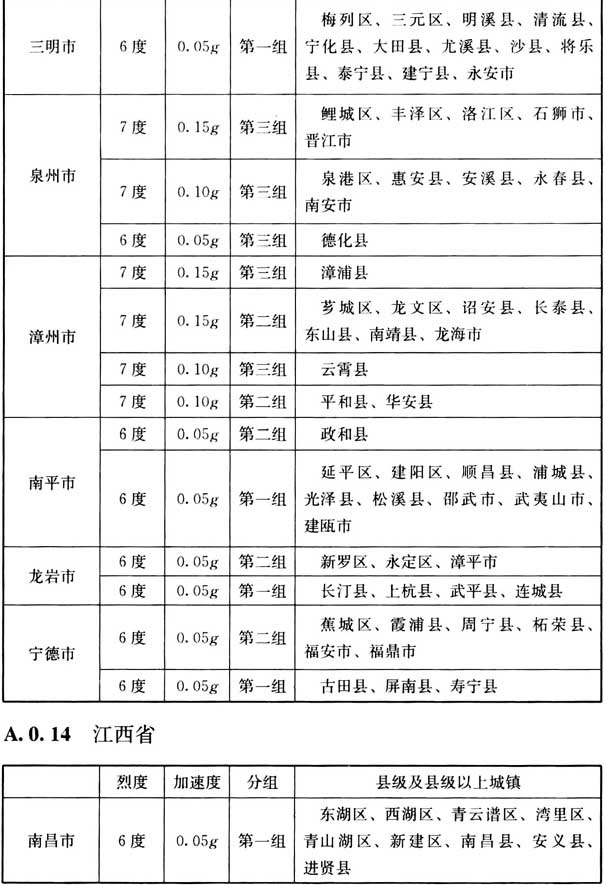 梅列区、三元区、明溪县、清流县、
三明市 6度 0.05g 第一组 宁化县、大田县、尤溪县、沙县、将乐
县、泰宁县、建宁县、永安市
泉州市
7度 0.15g 第三组 鲤城区、丰泽区、洛江区、石狮市、
晋江市
7度 0.10g 第三组 泉港区、惠安县、安溪县、永春县、
南安市
6度 0.05g 第三组 德化县
漳州市
7度 0.15g 第三组 漳浦县
7度 0.15g 第二组 芗城区、龙文区、诏安县、长泰县、
东山县、南靖县、龙海市
7度 0.10g 第三组 云霄县
7度 0.10g 第二组 平和县、华安县
南平市
6度 0.05g 第二组 政和县
延平区、建阳区、顺昌县、浦城县、
6度 0.05g 第一组 光泽县、松溪县、邵武市、武夷山市、
建瓯市
龙岩市
6度 0.05g 第二组 新罗区、永定区、漳平市
6度 0.05g 第一组 长汀县、上杭县、武平县、连城县
宁德市
6度 0.05g 第二组 蕉城区、霞浦县、周宁县、柘荣县、
福安市、福鼎市
6度 0.05g 第一组 古田县、屏南县、寿宁县
A.0.14 江西省
烈度 加速度 分组 县级及县级以上城镇
东湖区、西湖区、青云谱区、湾里区、
南昌市 6度 0.05g 第一组 青山湖区、新建区、南昌县、安义县、
进贤县